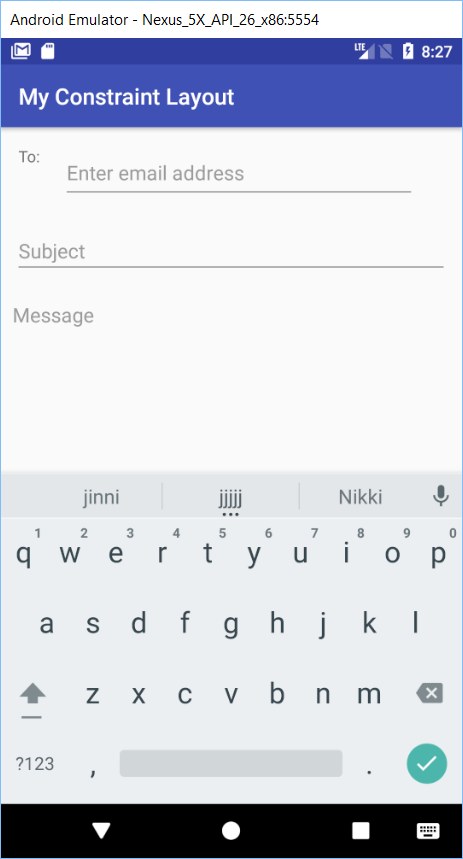 Android Emulator - Nexus_5X_API_26_x86:5554
LTE 8:27
My Constraint Layout
To:
Enter email address
Subject
Message
jinni jjjjj Nikki
1 2 3 4 5 6 7 8 9 0
q w e r t y u i o p
a s d f g h j k l
z x c v b n m
?123 , .